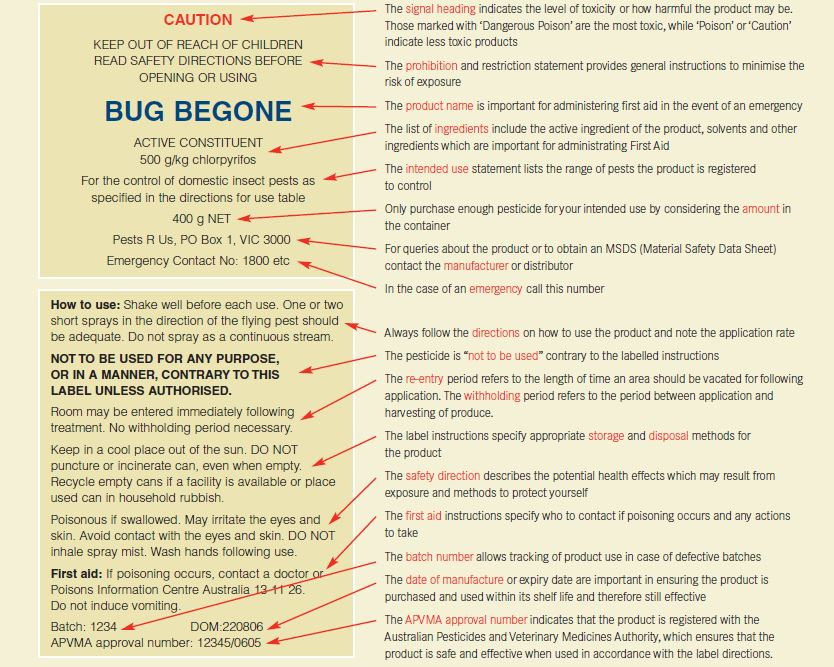 CAUTION
KEEP OUT OF REACH OF CHILDREN
READ SAFETY DIRECTIONS BEFORE
OPENING OR USING
BUG BEGONE
ACTIVE CONSTITUENT
500 g/kg chlorpyrifos
For the control of domestic insect pests as
specified in the directions for use table
400 g NET
Pests R Us, PO Box 1, VIC 3000
Emergency Contact No: 1800 etc
How to use: Shake well before each use. One or two
short sprays in the direction of the flying pest should
be adequate. Do not spray as a continuous stream.
NOT TO BE USED FOR ANY PURPOSE,
OR IN A MANNER, CONTRARY TO THIS
LABEL UNLESS AUTHORISED.
Room may be entered immediately following
treatment. No withholding period necessary.
Keep in a cool place out of the sun. DO NOT
puncture or incinerate can, even when empty.
Recycle empty cans if a facility is available or place
used can in household rubbish.
Poisonous if swallowed. May irritate the eyes and
skin. Avoid contact with the eyes and skin. DO NOT
inhale spray mist. Wash hands following use.
First aid: If poisoning occurs, contact a doctor or
Poisons Information Centre Australia 13 11 26.
Do not induce vomiting.
Batch: 1234 DOM:220806
APVMA approval number: 12345/0605
The signal heading indicates the level of toxicity or how harmful the product may be.
Those marked with ‘Dangerous Poison’ are the most toxic, while ‘Poison’ or ‘Caution’
indicate less toxic products
The prohibition and restriction statement provides general instructions to minimise the
risk of exposure
The product name is important for administering first aid in the event of an emergency
The list of ingredients include the active ingredient of the product, solvents and other
ingredients which are important for administrating First Aid
The intended use statement lists the range of pests the product is registered
to control
Only purchase enough pesticide for your intended use by considering the amount in
the container
For queries about the product or to obtain an MSDS (Material Safety Data Sheet)
contact the manufacturer or distributor
In the case of an emergency call this number
Always follow the directions on how to use the product and note the application rate
The pesticide is “not to be used” contrary to the labelled instructions
The re-entry period refers to the length of time an area should be vacated for following
application. The withholding period refers to the period between application and
harvesting of produce.
The label instructions specify appropriate storage and disposal methods for
the product
The safety direction describes the potential health effects which may result from
exposure and methods to protect yourself
The first aid instructions specify who to contact if poisoning occurs and any actions
to take
The batch number allows tracking of product use in case of defective batches
The date of manufacture or expiry date are important in ensuring the product is
purchased and used within its shelf life and therefore still effective
The APVMA approval number indicates that the product is registered with the
Australian Pesticides and Veterinary Medicines Authority, which ensures that the
product is safe and effective when used in accordance with the label directions.